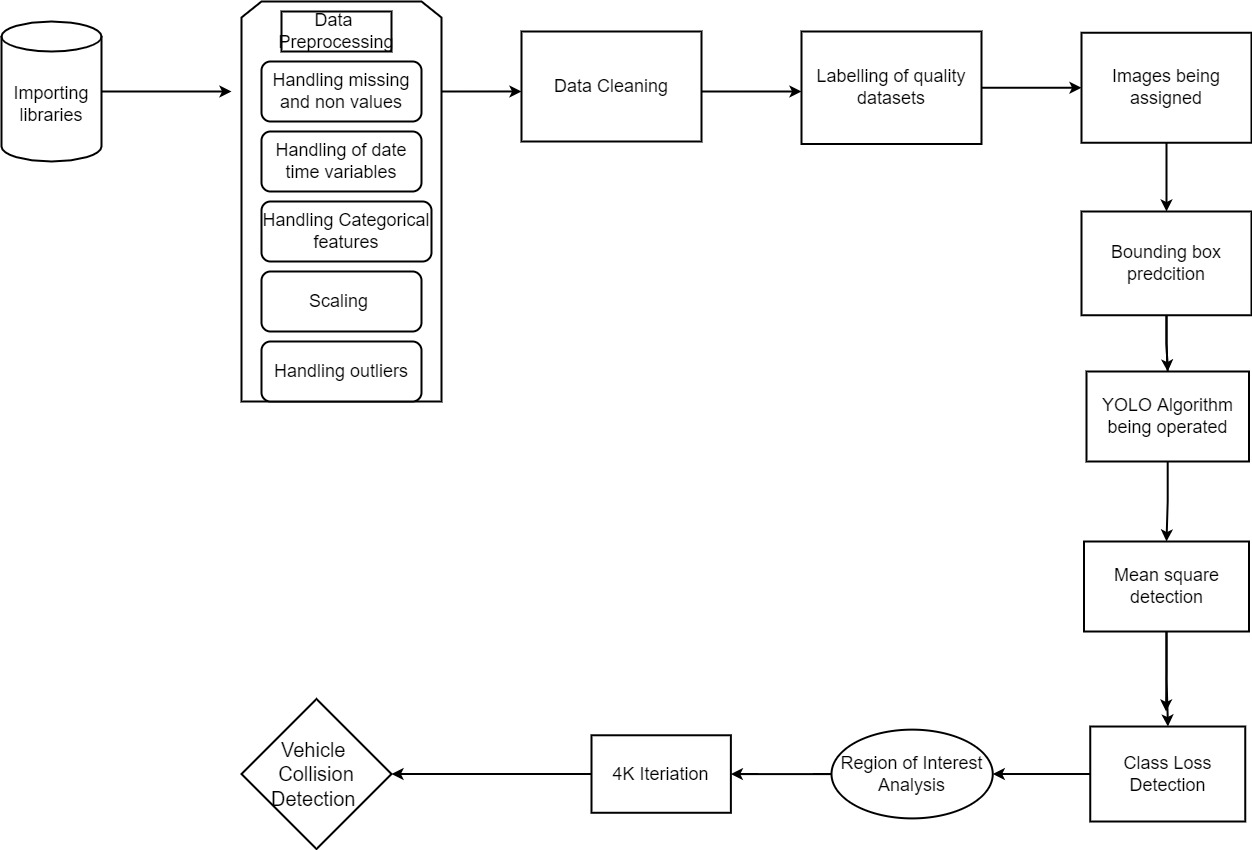 Importing
libraries
Data
Preprocessing
Handling missing
and non values
Handling of date
time variables
Handling Categorical
features
Scaling
Handling outliers
Data Cleaning
Labelling of quality
datasets
Images being
assigned
Bounding box
predcition
YOLO Algorithm
being operated
Mean square
detection
Class Loss
Detection
Region of Interest
Analysis
4K Iteriation
Vehicle
Collision
Detection